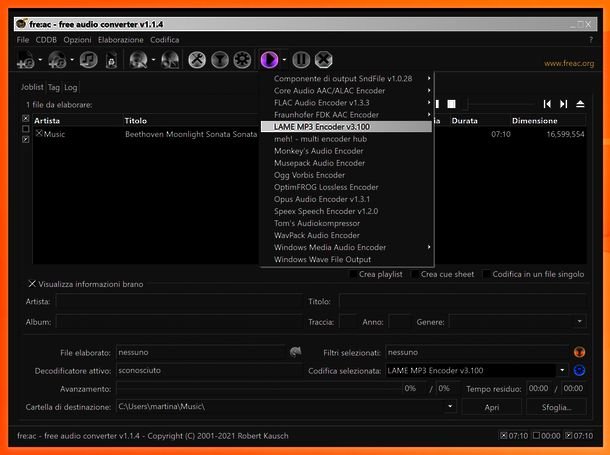 fre:ac - free audio converter v1.1.4
File CDDB Opzioni Elaborazione Codifica ?
www.freac.org
Joblist Tag Log
1 file da elaborare:
Artista Titolo Durata Dimensione
Music Beethoven Moonlight Sonata Sonata 07:10 16,599,554
Componente di output SndFile v1.0.28
Core Audio AAC/ALAC Encoder
FLAC Audio Encoder v1.3.3
Fraunhofer FDK AAC Encoder
LAME MP3 Encoder v3.100
meh! - multi encoder hub
Monkey's Audio Encoder
Musepack Audio Encoder
Ogg Vorbis Encoder
OptimFROG Lossless Encoder
Opus Audio Encoder v1.3.1
Speex Speech Encoder v1.2.0
Tom's Audiokompressor
WavPack Audio Encoder
Windows Media Audio Encoder
Windows Wave File Output
Crea playlist Crea cue sheet Codifica in un file singolo
Visualizza informazioni brano
Artista: Titolo:
Album: Traccia: Anno: Genere:
File elaborato: nessuno Filtri selezionati: nessuno
Decodificatore attivo: sconosciuto Codifica selezionata: LAME MP3 Encoder v3.100
Avanzamento: 0% / 0% Tempo residuo: 00:00 / 00:00
Cartella di destinazione: C:\Users\martina\Music\ Apri Sfoglia...
fre:ac - free audio converter v1.1.4 - Copyright (C) 2001-2021 Robert Kausch 07:10 00:00 07:10